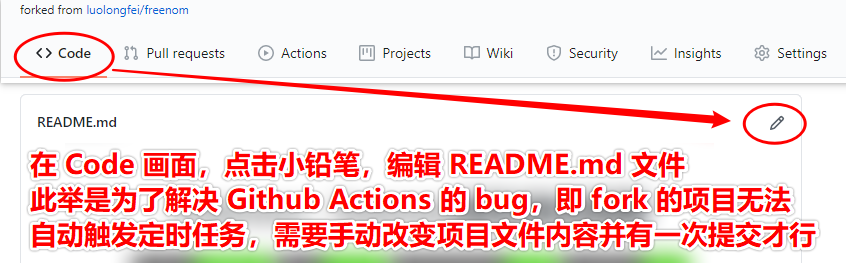 forked from luolongfei/freenom
Code Pull requests Actions Projects Wiki Security Insights Settings
README.md
在 Code 画面，点击小铅笔，编辑 README.md 文件
此举是为了解决 Github Actions 的 bug，即 fork 的项目无法
自动触发定时任务，需要手动改变项目文件内容并有一次提交才行